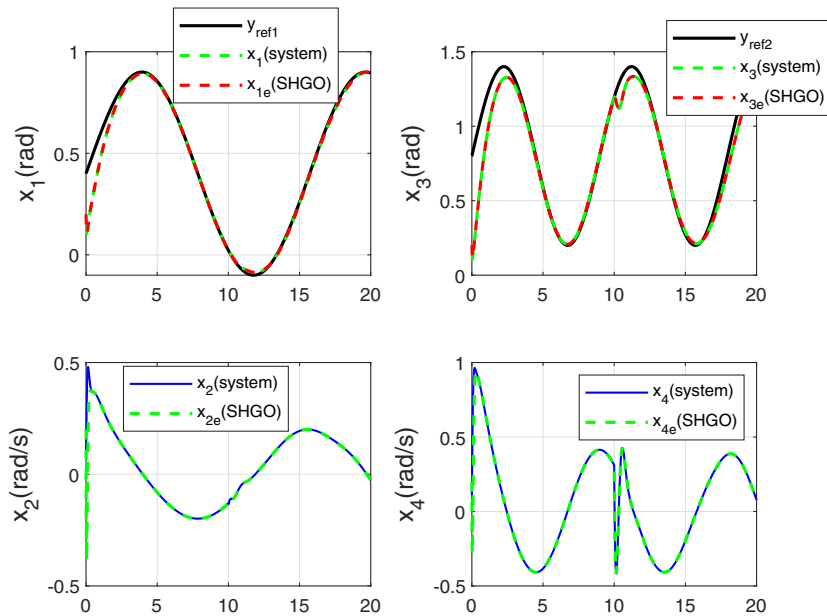 y_ref1
x_1(system)
x_1e(SHGO)
1
0.5
0
x_1(rad)
0 5 10 15 20
y_ref2
x_3(system)
x_3e(SHGO)
1.5
1
0.5
0
x_3(rad)
0 5 10 15 20
x_2(system)
x_2e(SHGO)
0.5
0
-0.5
x_2(rad/s)
0 5 10 15 20
x_4(system)
x_4e(SHGO)
1
0.5
0
-0.5
x_4(rad/s)
0 5 10 15 20